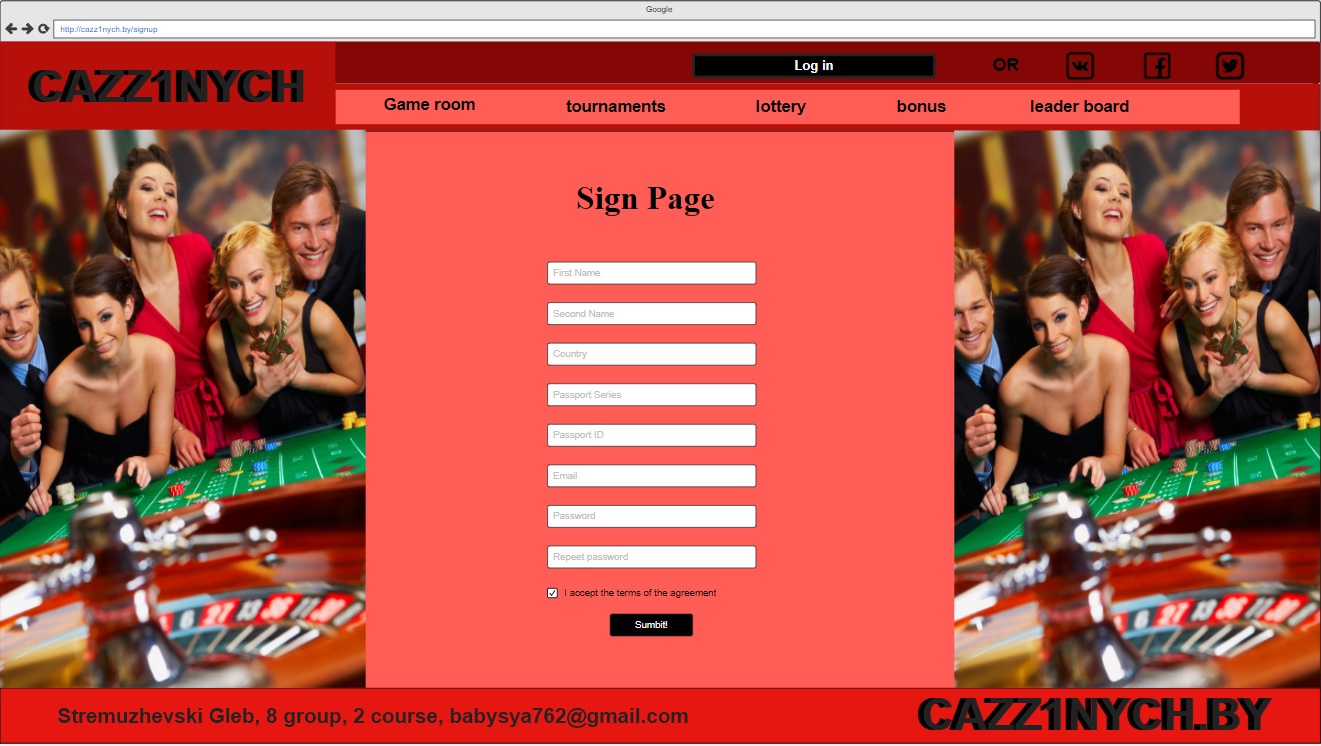 Google
http://cazz1nych.by/signup
CAZZ1NYCH
Log in
OR
Game room tournaments lottery bonus leader board
Sign Page
First Name
Second Name
Country
Passport Series
Passport ID
Email
Password
Repeet password
I accept the terms of the agreement
Sumbit!
Stremuzhevski Gleb, 8 group, 2 course, babysya762@gmail.com
CAZZ1NYCH.BY